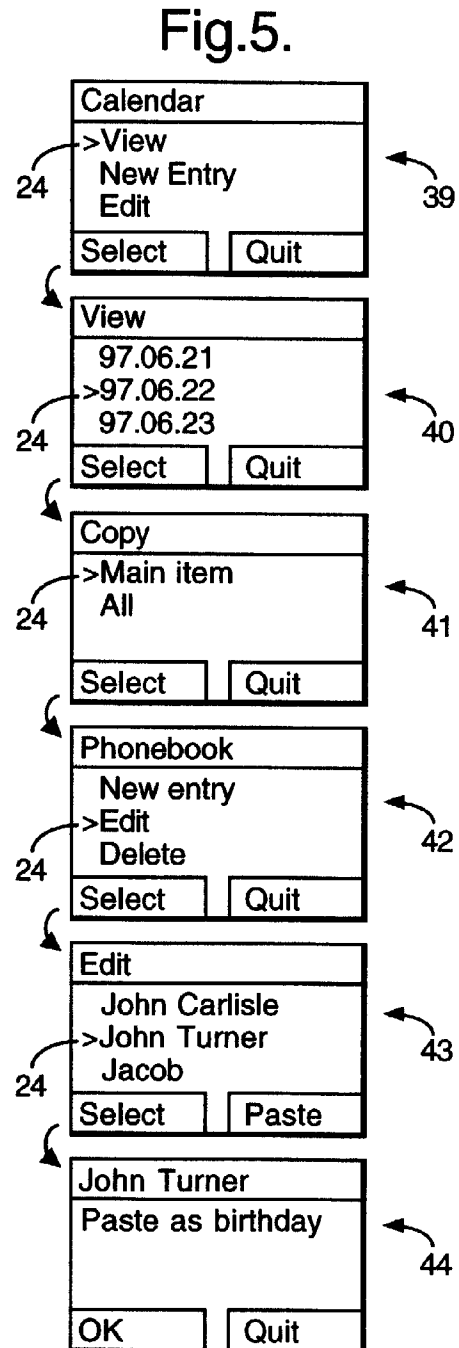 Fig.5.
Calendar
>View
24
39
New Entry
Edit
Select Quit
View
97.06.21
>97.06.22
24
40
97.06.23
Select Quit
Copy
>Main item
24
41
All
Select Quit
Phonebook
New entry
42
>Edit
24
Delete
Select Quit
Edit
John Carlisle
43
>John Turner
24
Jacob
Select Paste
John Turner
Paste as birthday
44
OK Quit